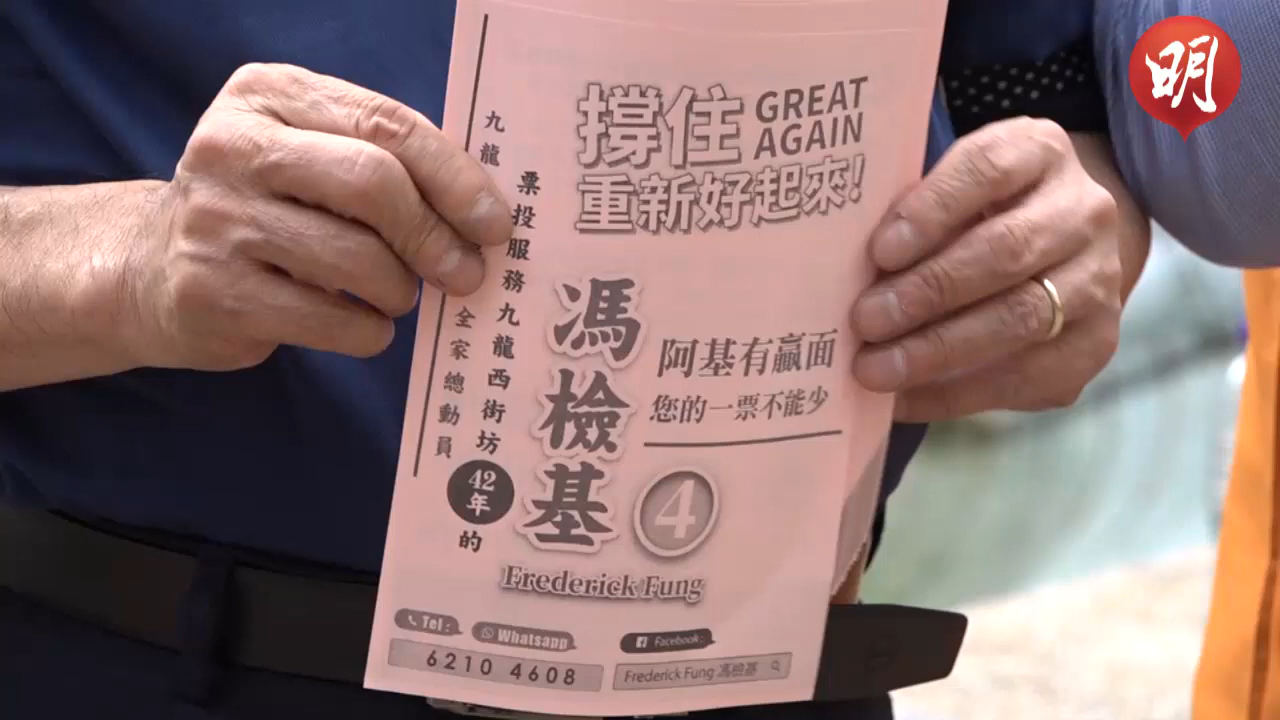 明
撐住 GREAT AGAIN
重新好起來!
九龍
全家總動員
票投服務九龍西街坊
42年
的
馮檢基
阿基有贏面
您的一票不能少
4
Frederick Fung
Tel :
Whatsapp
6210 4608
Facebook :
Frederick Fung 馮檢基